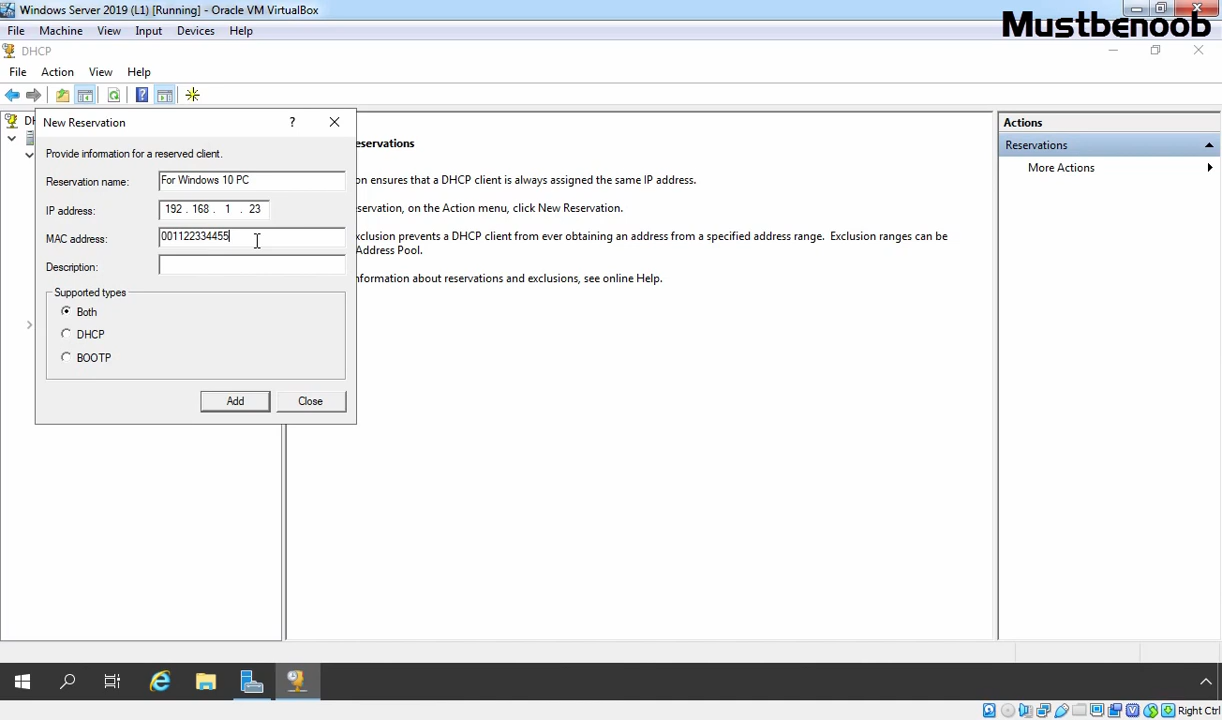 Windows Server 2019 (L1) [Running] - Oracle VM VirtualBox
Mustbenoob
File Machine View Input Devices Help
DHCP
File Action View Help
DH
New Reservation
?
Provide information for a reserved client.
Reservation name: For Windows 10 PC
IP address: 192 . 168 . 1 . 23
MAC address: 001122334455
Description:
Supported types
Both
DHCP
BOOTP
Add Close
eservations
on ensures that a DHCP client is always assigned the same IP address.
servation, on the Action menu, click New Reservation.
xclusion prevents a DHCP client from ever obtaining an address from a specified address range. Exclusion ranges can be
Address Pool.
nformation about reservations and exclusions, see online Help.
Actions
Reservations
More Actions
Right Ctrl